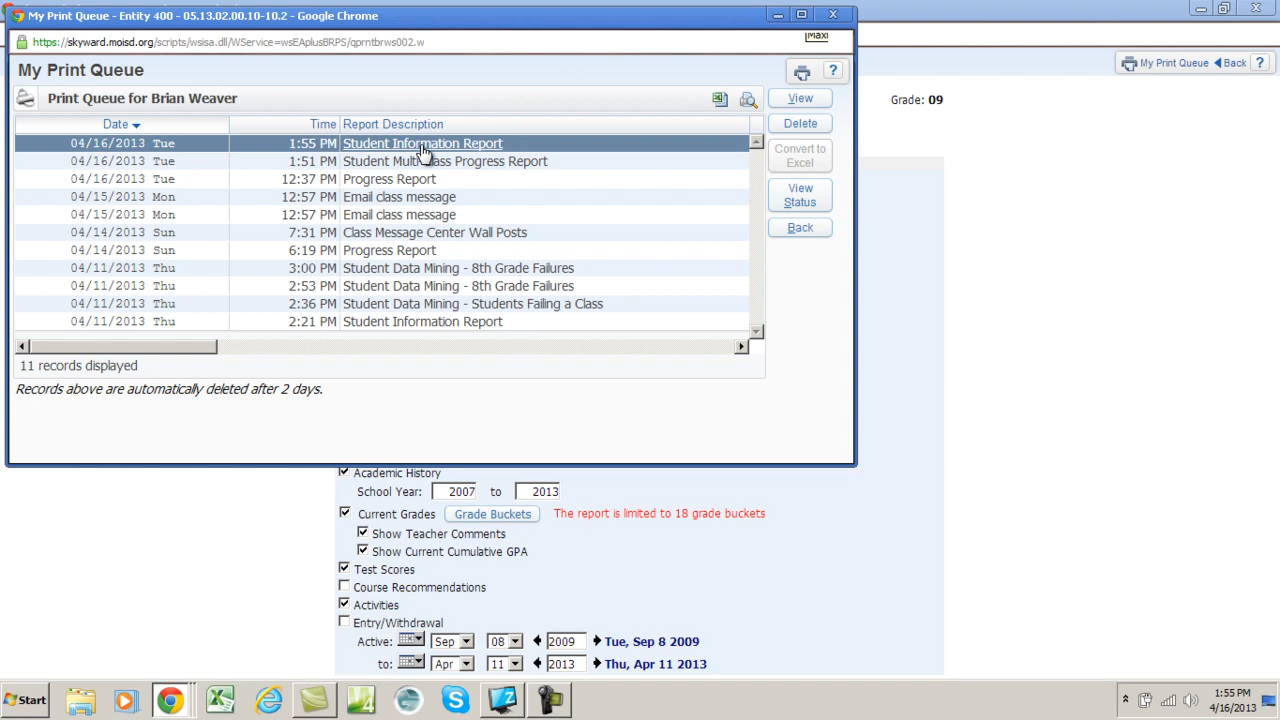 My Print Queue - Entity 400 - 05.13.02.00.10-10.2 - Google Chrome
https://skyward.moisd.org/scripts/wsisa.dll/WService=wsEAplusBRPS/qprntbrws002.w
Maxi
My Print Queue
?
My Print Queue
Back
?
Print Queue for Brian Weaver
View
Grade: 09
Date
Time
Report Description
Delete
04/16/2013 Tue 1:55 PM Student Information Report
04/16/2013 Tue 1:51 PM Student Multi Class Progress Report
Convert to Excel
04/16/2013 Tue 12:37 PM Progress Report
04/15/2013 Mon 12:57 PM Email class message
View Status
04/15/2013 Mon 12:57 PM Email class message
04/14/2013 Sun 7:31 PM Class Message Center Wall Posts
Back
04/14/2013 Sun 6:19 PM Progress Report
04/11/2013 Thu 3:00 PM Student Data Mining - 8th Grade Failures
04/11/2013 Thu 2:53 PM Student Data Mining - 8th Grade Failures
04/11/2013 Thu 2:36 PM Student Data Mining - Students Failing a Class
04/11/2013 Thu 2:21 PM Student Information Report
11 records displayed
Records above are automatically deleted after 2 days.
Academic History
School Year: 2007 to 2013
Current Grades Grade Buckets The report is limited to 18 grade buckets
Show Teacher Comments
Show Current Cumulative GPA
Test Scores
Course Recommendations
Activities
Entry/Withdrawal
Active: Sep 08 2009 Tue, Sep 8 2009
to: Apr 11 2013 Thu, Apr 11 2013
Start
1:55 PM
4/16/2013